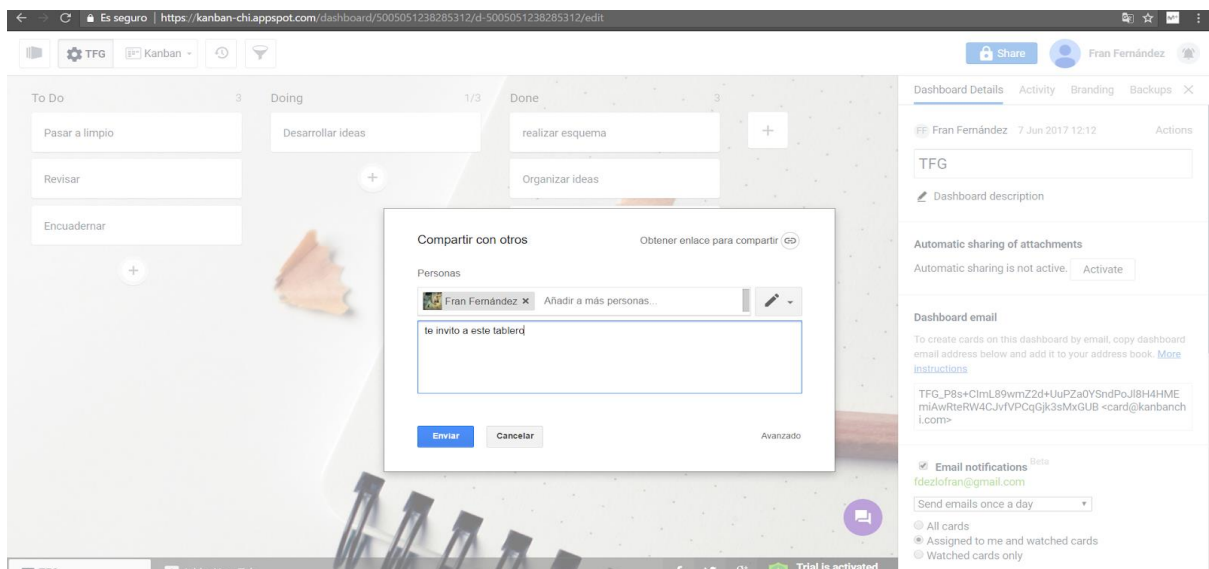 Es seguro | https://kanban-chi.appspot.com/dashboard/5005051238285312/d-5005051238285312/edit
TFG
Kanban
Share
Fran Fernández
To Do 3
Pasar a limpio
Revisar
Encuadernar
Doing 1/3
Desarrollar ideas
Done 3
realizar esquema
Organizar ideas
Compartir con otros
Obtener enlace para compartir
Personas
Fran Fernández
Añadir a más personas...
te invito a este tablero
Enviar
Cancelar
Avanzado
Dashboard Details Activity Branding Backups
FF Fran Fernández 7 Jun 2017 12:12 Actions
TFG
Dashboard description
Automatic sharing of attachments
Automatic sharing is not active. Activate
Dashboard email
To create cards on this dashboard by email, copy dashboard
email address below and add it to your address book. More
instructions
TFG_P8s+CImL89wmZ2d+UuPZa0YSndPoJl8H4HME
miAwRteRW4CJvfVPCqGjk3sMxGUB <card@kanbanch
i.com>
Email notifications Beta
fdezlofran@gmail.com
Send emails once a day
All cards
Assigned to me and watched cards
Watched cards only
Trial is activated